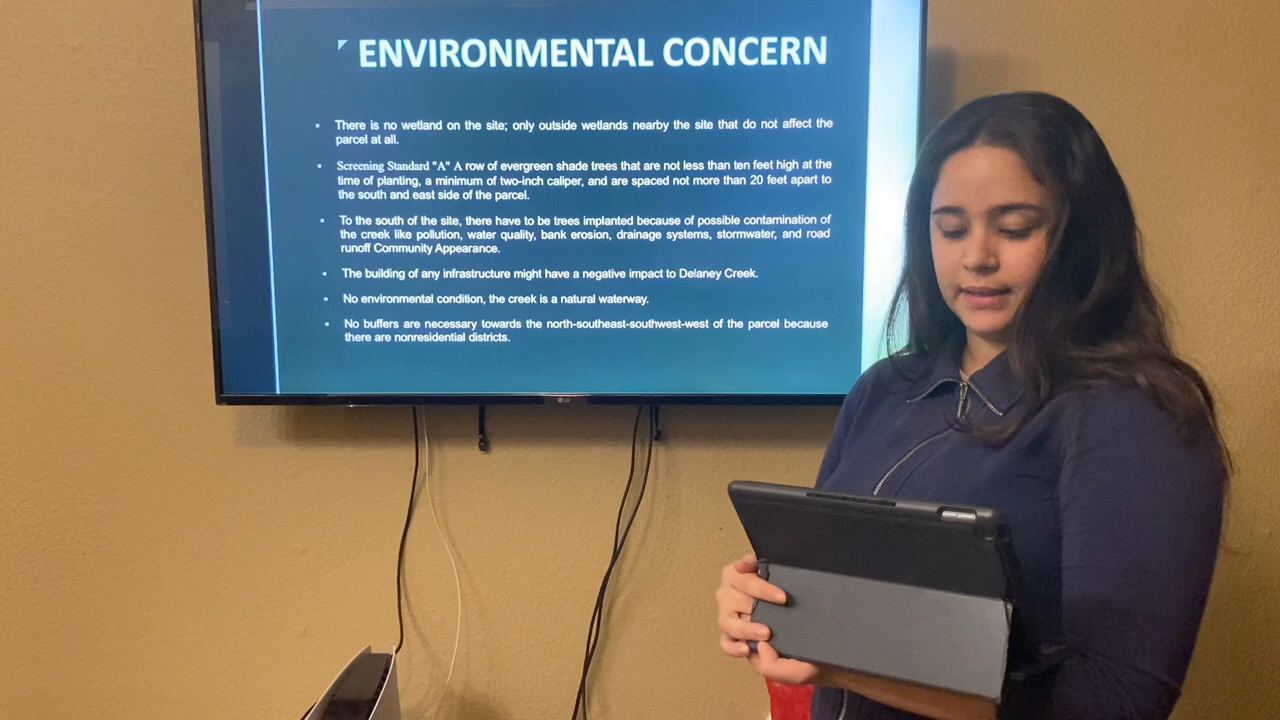 ENVIRONMENTAL CONCERN
There is no wetland on the site; only outside wetlands nearby the site that do not affect the
parcel at all.
Screening Standard "A" A row of evergreen shade trees that are not less than ten feet high at the
time of planting, a minimum of two-inch caliper, and are spaced not more than 20 feet apart to
the south and east side of the parcel.
To the south of the site, there have to be trees implanted because of possible contamination of
the creek like pollution, water quality, bank erosion, drainage systems, stormwater, and road
runoff Community Appearance.
The building of any infrastructure might have a negative impact to Delaney Creek.
No environmental condition, the creek is a natural waterway.
No buffers are necessary towards the north-southeast-southwest-west of the parcel because
there are nonresidential districts.
LG